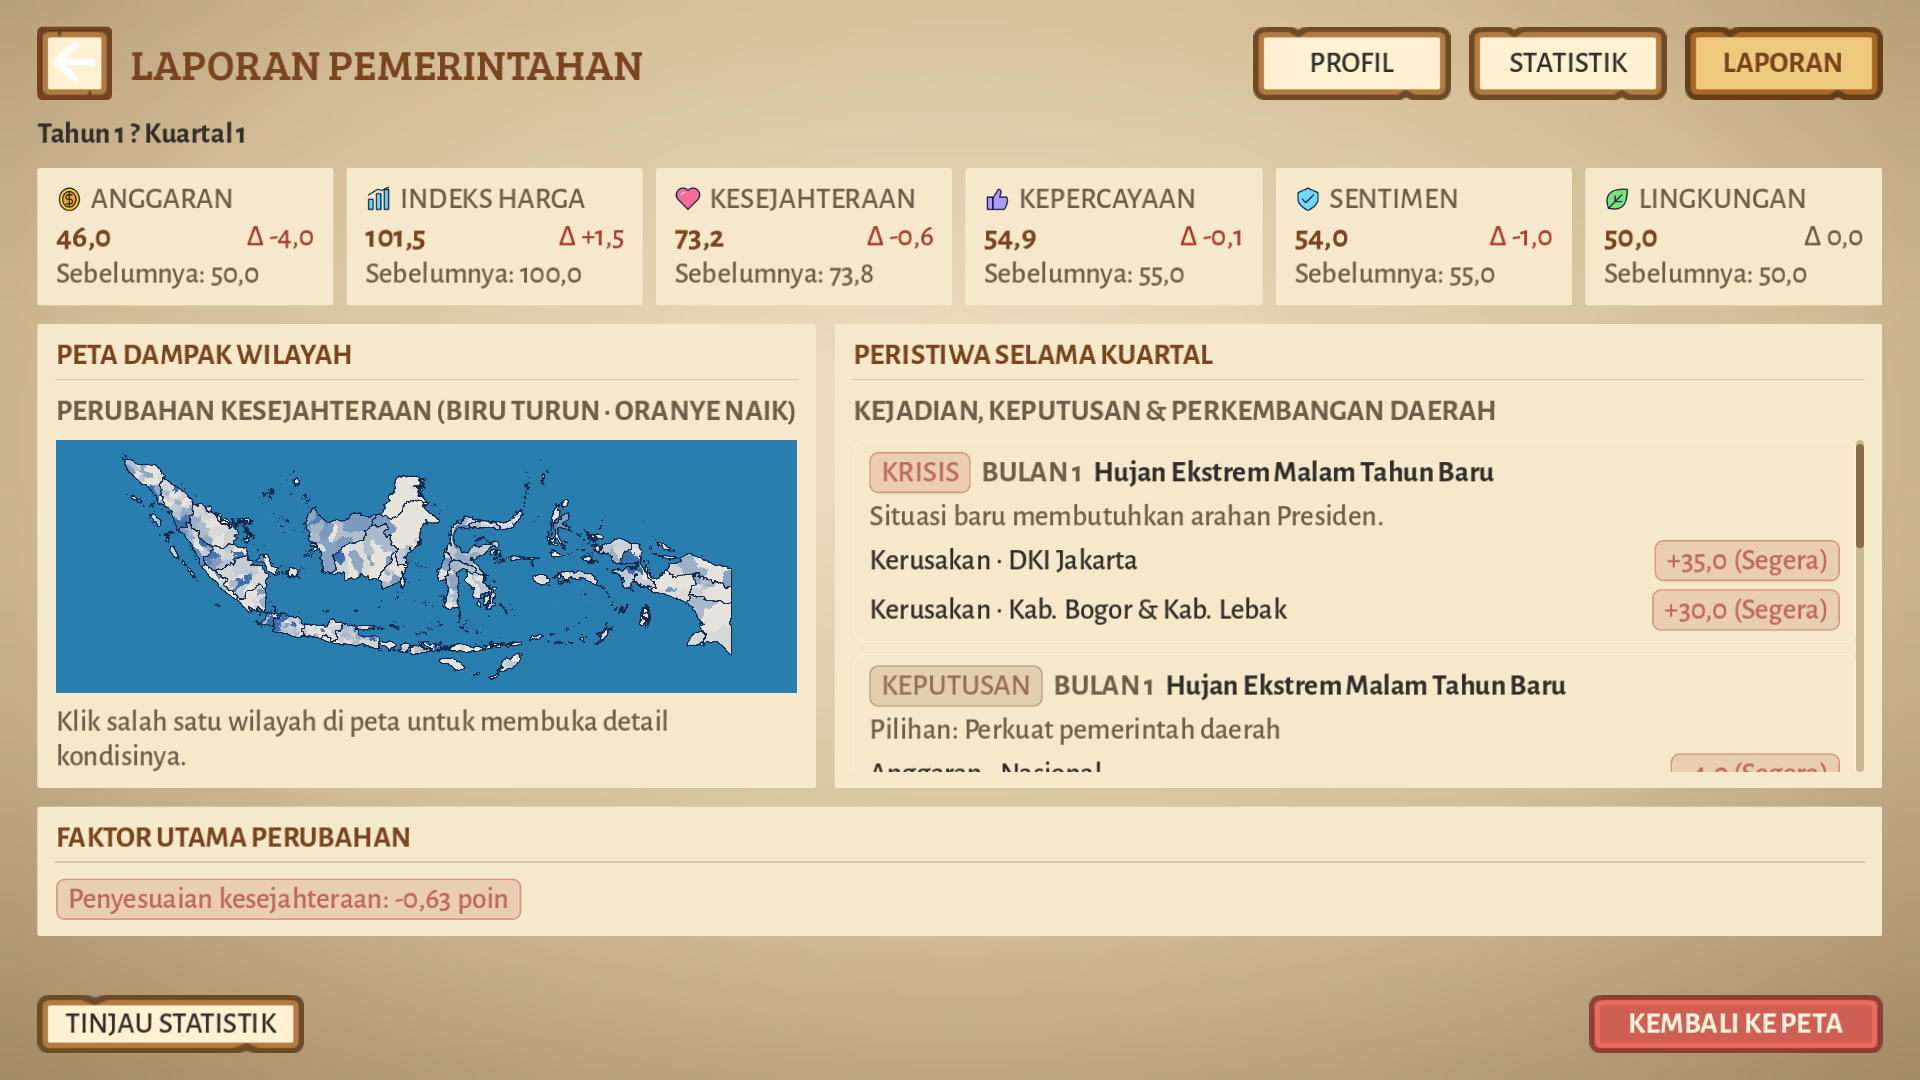 LAPORAN PEMERINTAHAN
PROFIL
STATISTIK
LAPORAN
Tahun 1 ? Kuartal 1
ANGGARAN
46,0 Δ -4,0
Sebelumnya: 50,0
INDEKS HARGA
101,5 Δ +1,5
Sebelumnya: 100,0
KESEJAHTERAAN
73,2 Δ -0,6
Sebelumnya: 73,8
KEPERCAYAAN
54,9 Δ -0,1
Sebelumnya: 55,0
SENTIMEN
54,0 Δ -1,0
Sebelumnya: 55,0
LINGKUNGAN
50,0 Δ 0,0
Sebelumnya: 50,0
PETA DAMPAK WILAYAH
PERUBAHAN KESEJAHTERAAN (BIRU TURUN · ORANYE NAIK)
Klik salah satu wilayah di peta untuk membuka detail
kondisinya.
PERISTIWA SELAMA KUARTAL
KEJADIAN, KEPUTUSAN & PERKEMBANGAN DAERAH
KRISIS BULAN 1 Hujan Ekstrem Malam Tahun Baru
Situasi baru membutuhkan arahan Presiden.
Kerusakan · DKI Jakarta +35,0 (Segera)
Kerusakan · Kab. Bogor & Kab. Lebak +30,0 (Segera)
KEPUTUSAN BULAN 1 Hujan Ekstrem Malam Tahun Baru
Pilihan: Perkuat pemerintah daerah
Anggaran · Nasional -4,0 (Segera)
FAKTOR UTAMA PERUBAHAN
Penyesuaian kesejahteraan: -0,63 poin
TINJAU STATISTIK
KEMBALI KE PETA